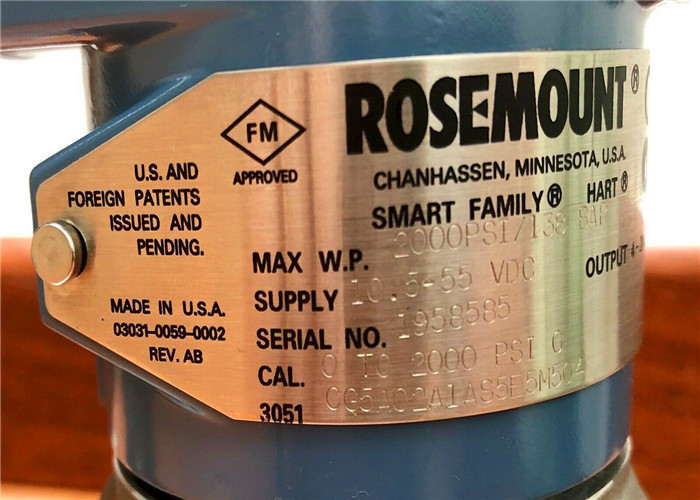 ROSEMOUNT®
FM
APPROVED
CHANHASSEN, MINNESOTA, U.S.A.
SMART FAMILY® HART®
U.S. AND
FOREIGN PATENTS
ISSUED AND
PENDING.
MAX W.P. 2000PSI/138 BAR
SUPPLY 10.5-55 VDC
OUTPUT
SERIAL NO. 1958585
CAL. 0 TO 2000 PSI G
3051 CG5A02A1AS5E5M504
MADE IN U.S.A.
03031-0059-0002
REV. AB